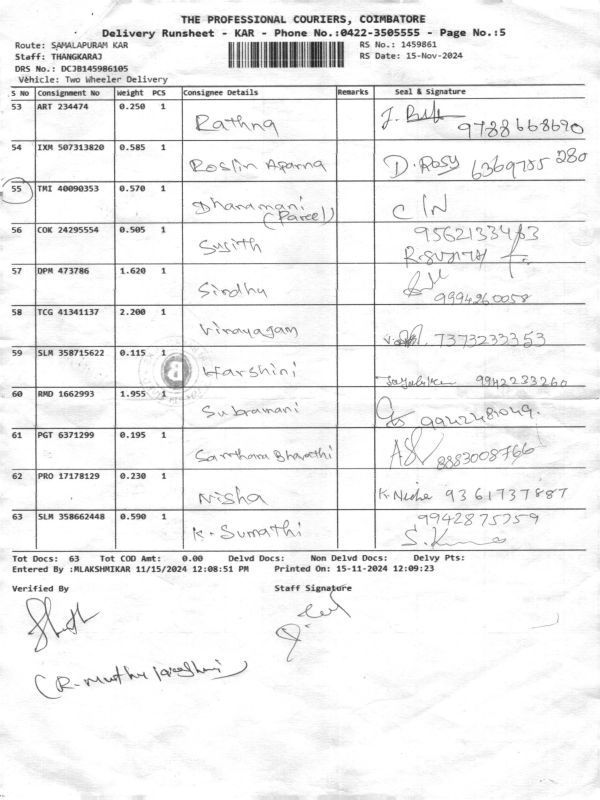 THE PROFESSIONAL COURIERS, COIMBATORE
Delivery Runsheet - KAR - Phone No.:0422-3505555 - Page No.:5
Route: SAMALAPURAM KAR RS No.: 1459861
Staff: THANGKARAJ RS Date: 15-Nov-2024
DRS No.: DCJB145986105
Vehicle: Two Wheeler Delivery
S No Consignment No Weight PCS Consignee Details Remarks Seal & Signature
53 ART 234474 0.250 1 Rathna 9788668690
54 IXM 507313820 0.585 1 Roslin Aparna D. Rosy 6369755280
55 TMI 40090353 0.570 1 Dhanamani (Parcel) C/N
56 COK 24295554 0.505 1 Sujith 9562133463
R.SUJITH
57 DPM 473786 1.620 1 Sindhu 9994260058
58 TCG 41341137 2.200 1 Vinayagam 7373233353
59 SLM 358715622 0.115 1 Harshini 9942233260
60 RMD 1662993 1.955 1 Subramani 9942481049.
61 PGT 6371299 0.195 1 Santhana Bharathi 8883008766
62 PRO 17178129 0.230 1 Nisha K. Nisha 9361737887
63 SLM 358662448 0.590 1 K. Sumathi 9942875759
Tot Docs: 63 Tot COD Amt: 0.00 Delvd Docs: Non Delvd Docs: Delvy Pts:
Entered By :MLAKSHMIKAR 11/15/2024 12:08:51 PM Printed On: 15-11-2024 12:09:23
Verified By Staff Signature